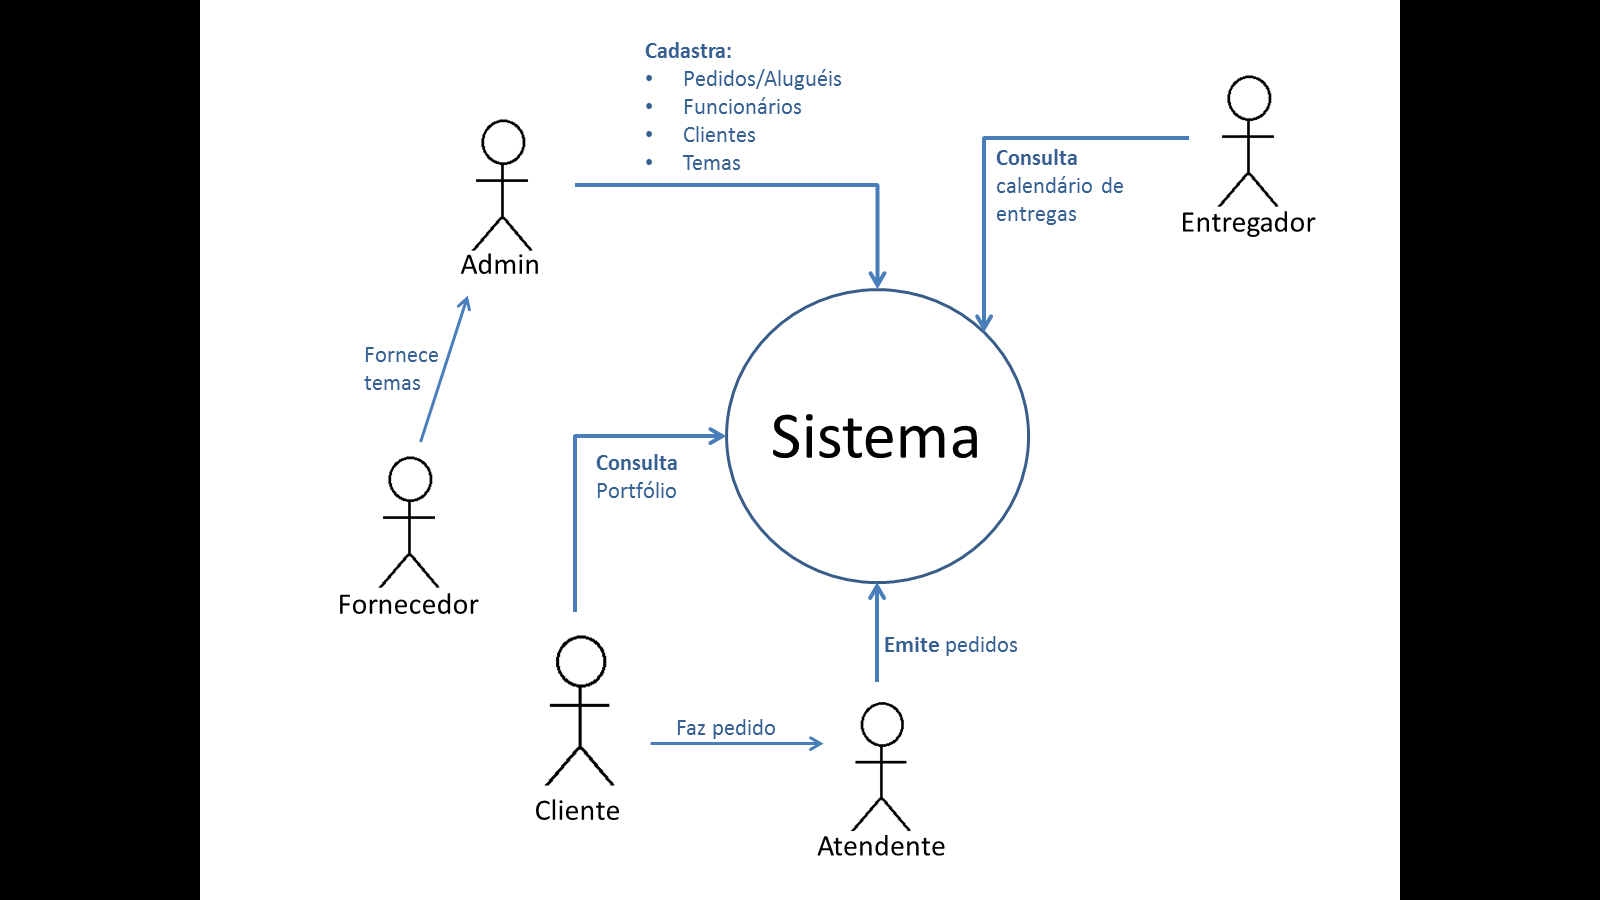 Cadastra:
• Pedidos/Aluguéis
• Funcionários
• Clientes
• Temas
Consulta
calendário de
entregas
Entregador
Admin
Fornece
temas
Sistema
Consulta
Portfólio
Fornecedor
Emite pedidos
Faz pedido
Cliente
Atendente